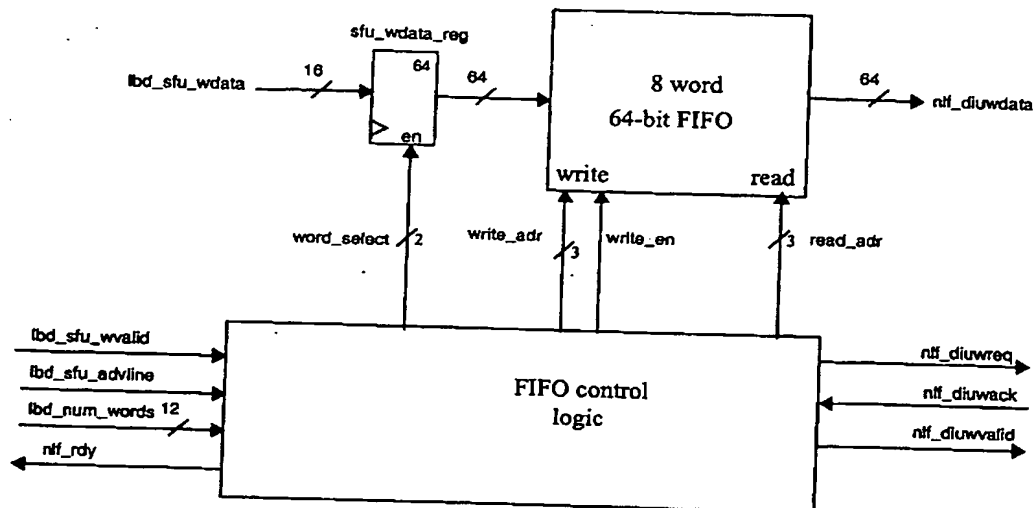 sfu_wdata_reg
lbd_sfu_wdata
16
64
en
64
8 word
64-bit FIFO
write
read
64
nlf_diuwdata
word_select
2
write_adr
3
write_en
3
read_adr
lbd_sfu_wvalid
lbd_sfu_advline
lbd_num_words
12
nlf_rdy
FIFO control
logic
nlf_diuwreq
nlf_diuwack
nlf_diuwvalid